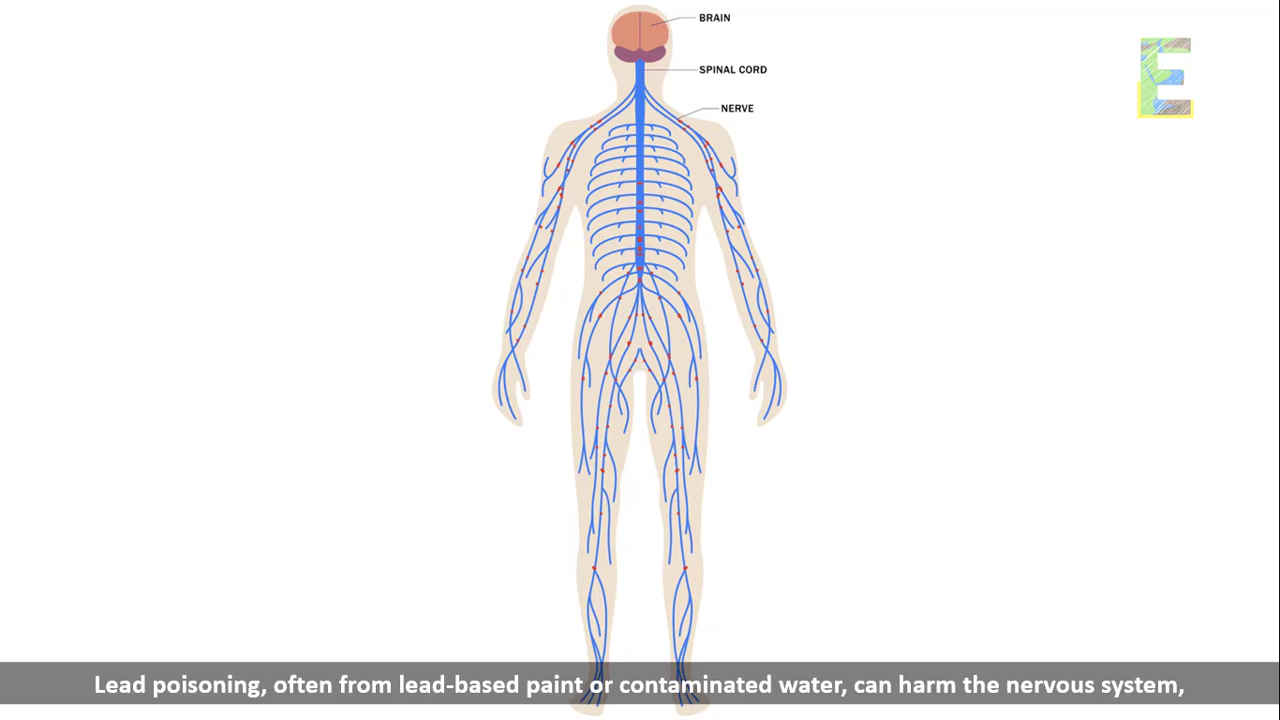 BRAIN
SPINAL CORD
NERVE
E
Lead poisoning, often from lead-based paint or contaminated water, can harm the nervous system,